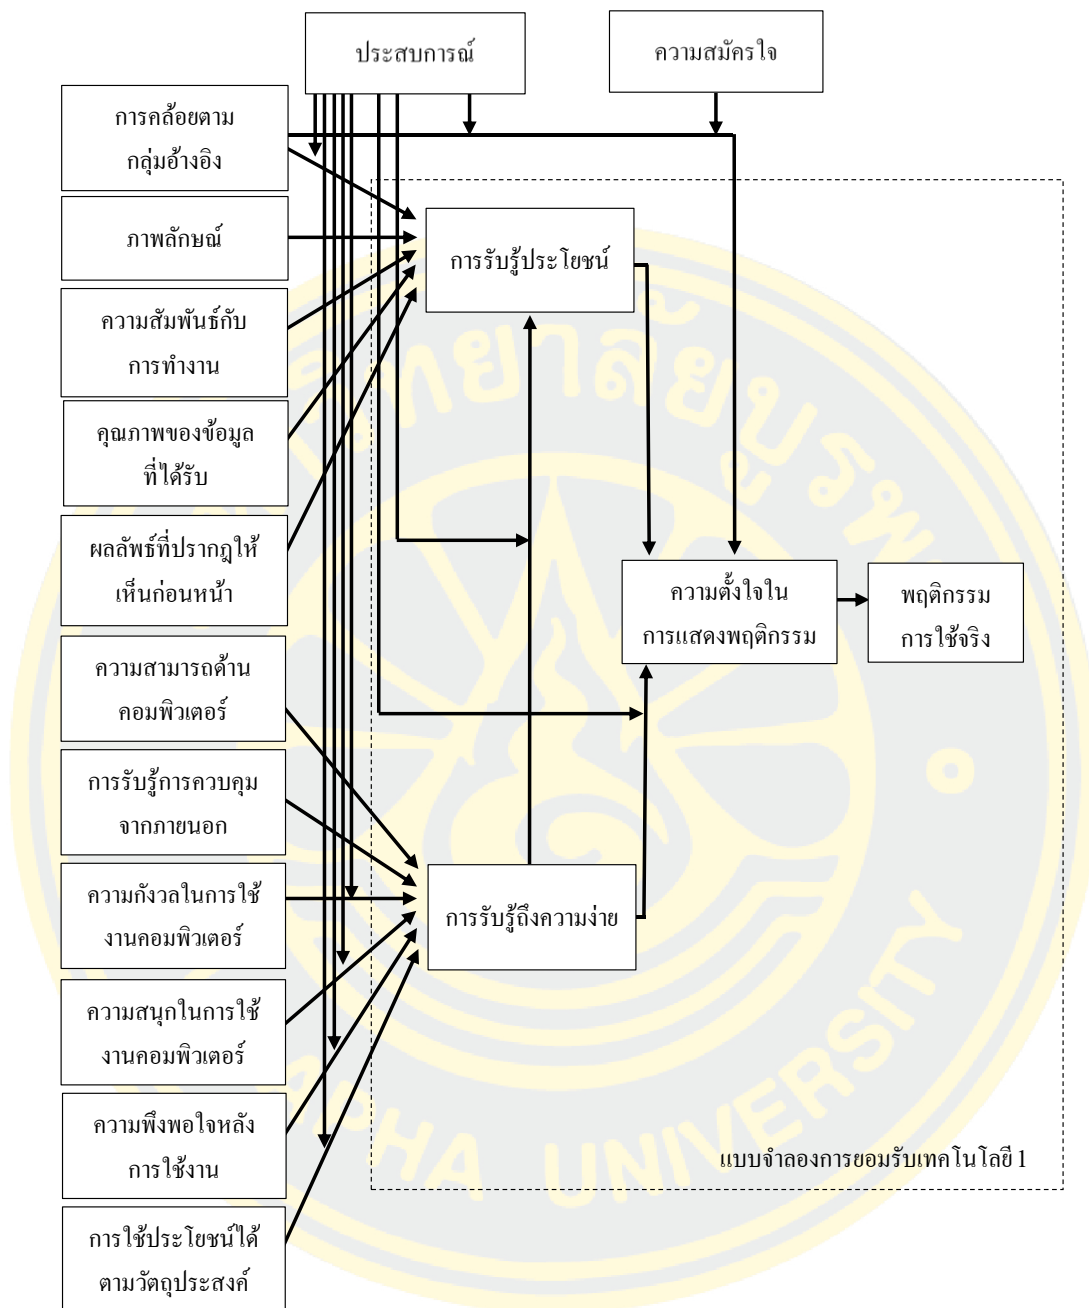 ประสบการณ์
ความสมัครใจ
การคล้อยตาม
กลุ่มอ้างอิง
ภาพลักษณ์
การรับรู้ประโยชน์
ความสัมพันธ์กับ
การทำงาน
คุณภาพของข้อมูล
ที่ได้รับ
ผลลัพธ์ที่ปรากฏให้
เห็นก่อนหน้า
ความตั้งใจใน
การแสดงพฤติกรรม
พฤติกรรม
การใช้จริง
ความสามารถด้าน
คอมพิวเตอร์
การรับรู้การควบคุม
จากภายนอก
ความกังวลในการใช้
งานคอมพิวเตอร์
การรับรู้ถึงความง่าย
ความสนุกในการใช้
งานคอมพิวเตอร์
ความพึงพอใจหลัง
การใช้งาน
แบบจำลองการยอมรับเทคโนโลยี 1
การใช้ประโยชน์ได้
ตามวัตถุประสงค์
UNIVERSITY